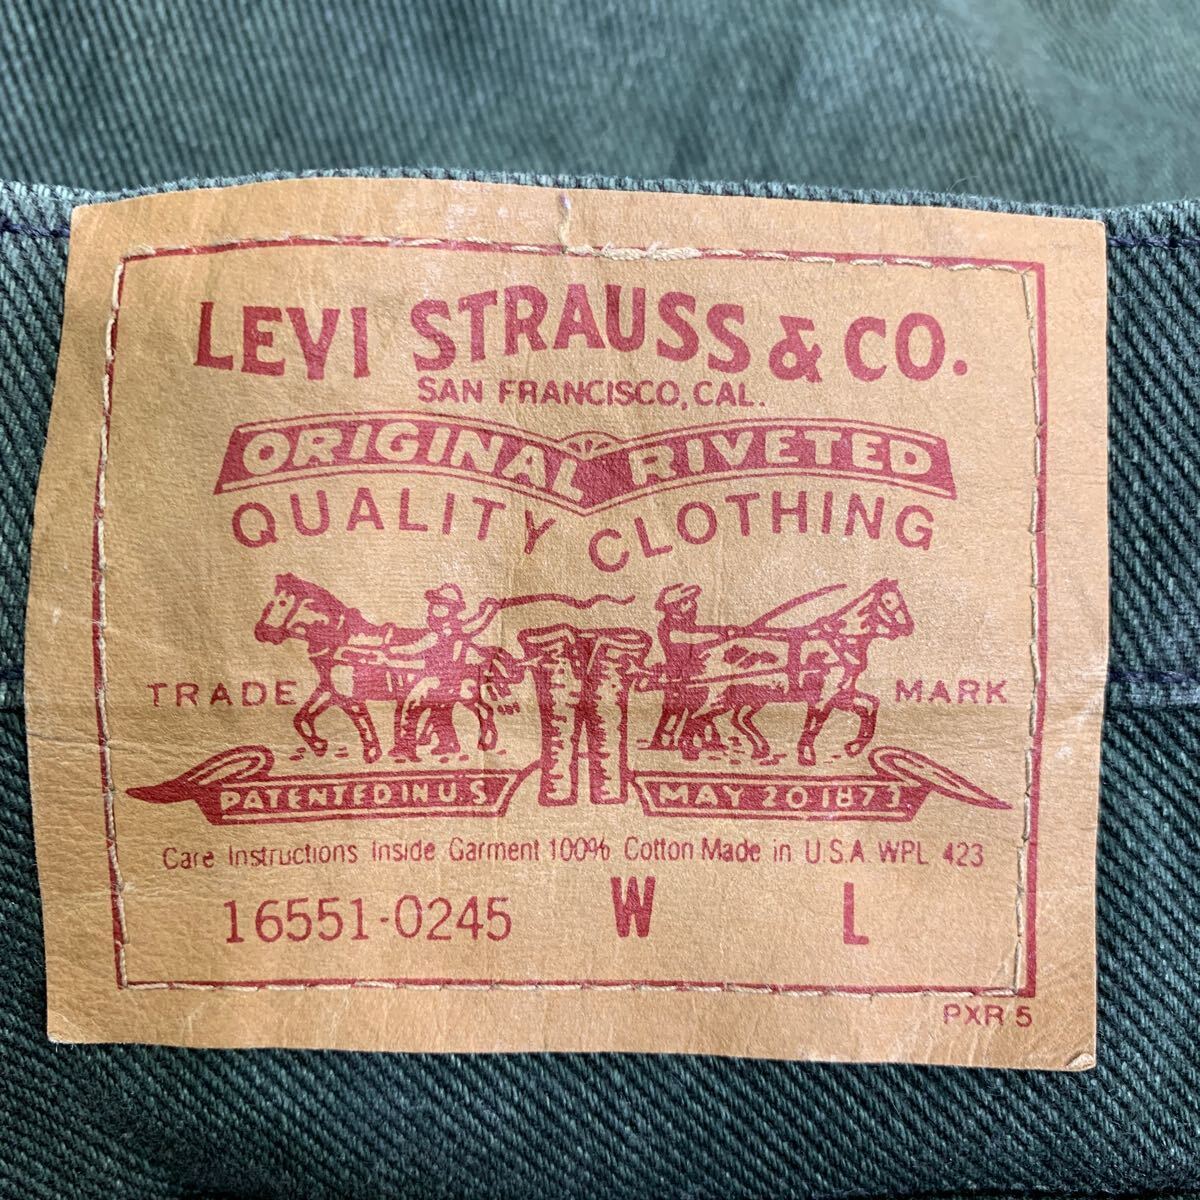 LEVI STRAUSS & CO.
SAN FRANCISCO, CAL.
ORIGINAL RIVETED
QUALITY CLOTHING
TRADE MARK
PATENTED IN U.S. MAY 20 1873
Care Instructions Inside Garment 100% Cotton Made in U.S.A. WPL 423
16551-0245 W L
PXR 5